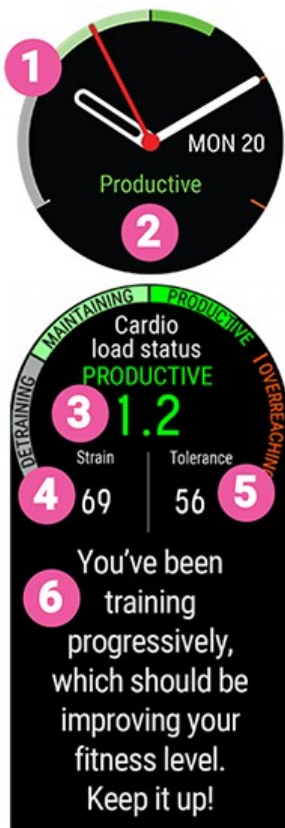 1
MON 20
Productive
2
DETRAINING
MAINTAINING
PRODUCTIVE
OVERREACHING
Cardio
load status
PRODUCTIVE
3
1.2
Strain
Tolerance
4
69
56
5
6
You've been
training
progressively,
which should be
improving your
fitness level.
Keep it up!